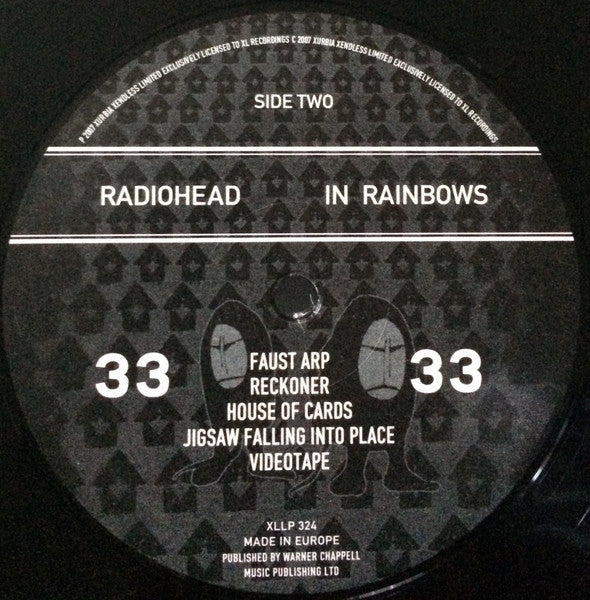 P 2007 XURBIA XENDLESS LIMITED EXCLUSIVELY LICENSED TO XL RECORDINGS C 2007 XURBIA XENDLESS LIMITED EXCLUSIVELY LICENSED TO XL RECORDINGS
SIDE TWO
RADIOHEAD IN RAINBOWS
33 33
FAUST ARP
RECKONER
HOUSE OF CARDS
JIGSAW FALLING INTO PLACE
VIDEOTAPE
XLLP 324
MADE IN EUROPE
PUBLISHED BY WARNER CHAPPELL
MUSIC PUBLISHING LTD